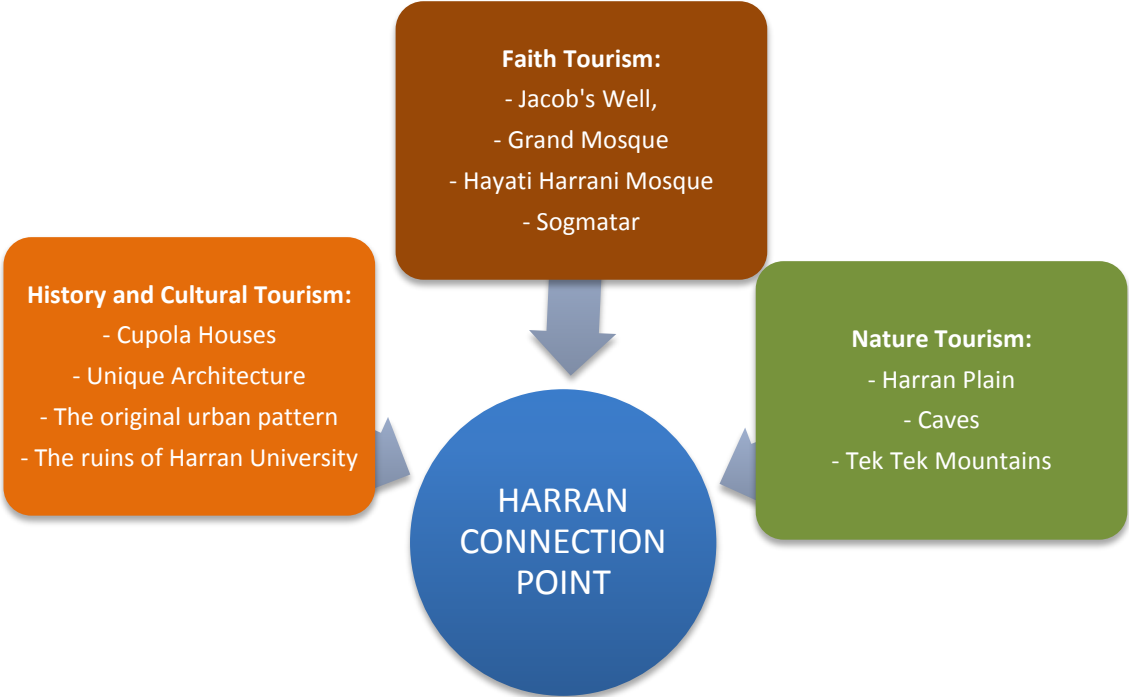 Faith Tourism:
- Jacob's Well,
- Grand Mosque
- Hayati Harrani Mosque
- Sogmatar
History and Cultural Tourism:
- Cupola Houses
- Unique Architecture
- The original urban pattern
- The ruins of Harran University
Nature Tourism:
- Harran Plain
- Caves
- Tek Tek Mountains
HARRAN
CONNECTION
POINT